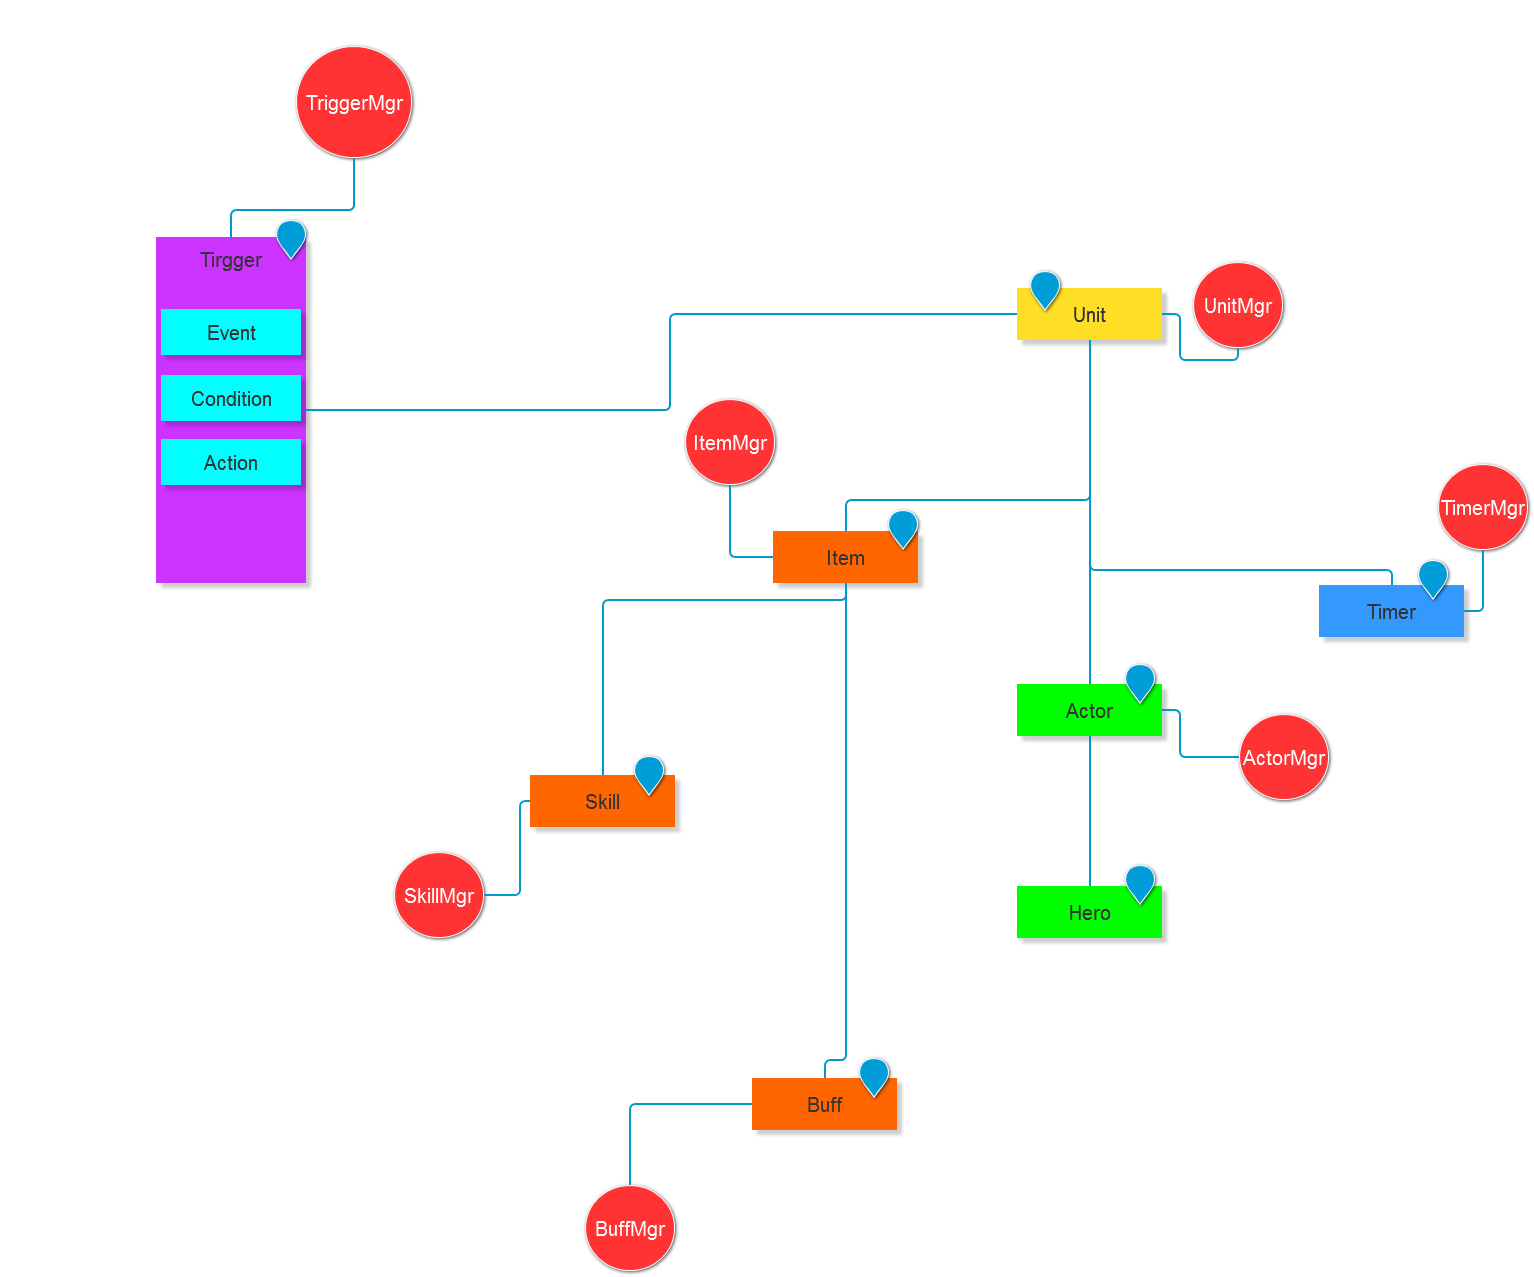 TriggerMgr
Tirgger
Event
Condition
Action
Unit
UnitMgr
ItemMgr
Item
TimerMgr
Timer
Actor
ActorMgr
Skill
SkillMgr
Hero
Buff
BuffMgr